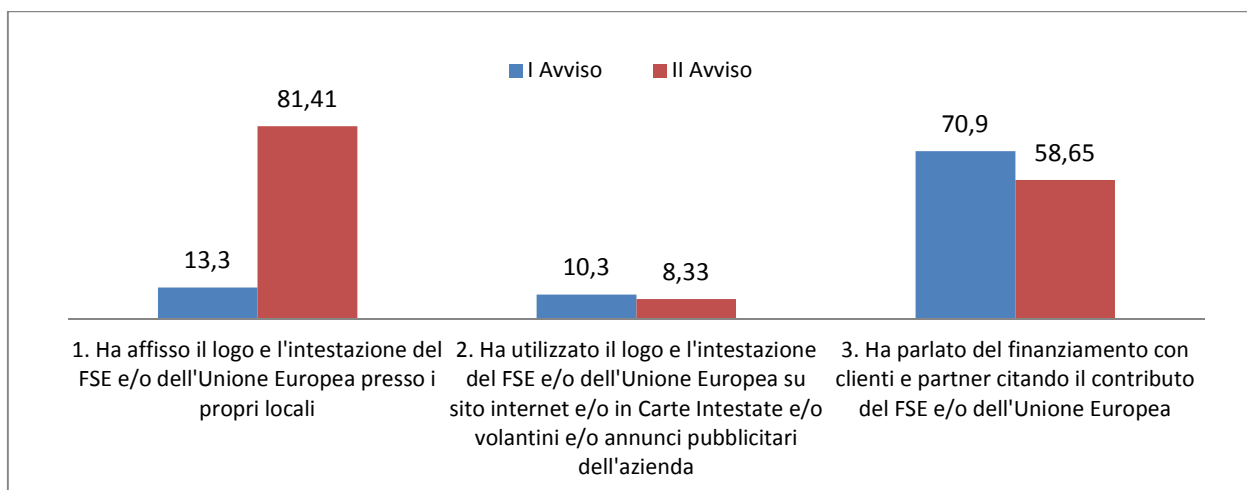 I Avviso II Avviso
81,41
70,9
58,65
13,3
10,3
8,33
1. Ha affisso il logo e l'intestazione del
FSE e/o dell'Unione Europea presso i
propri locali
2. Ha utilizzato il logo e l'intestazione
del FSE e/o dell'Unione Europea su
sito internet e/o in Carte Intestate e/o
volantini e/o annunci pubblicitari
dell'azienda
3. Ha parlato del finanziamento con
clienti e partner citando il contributo
del FSE e/o dell'Unione Europea